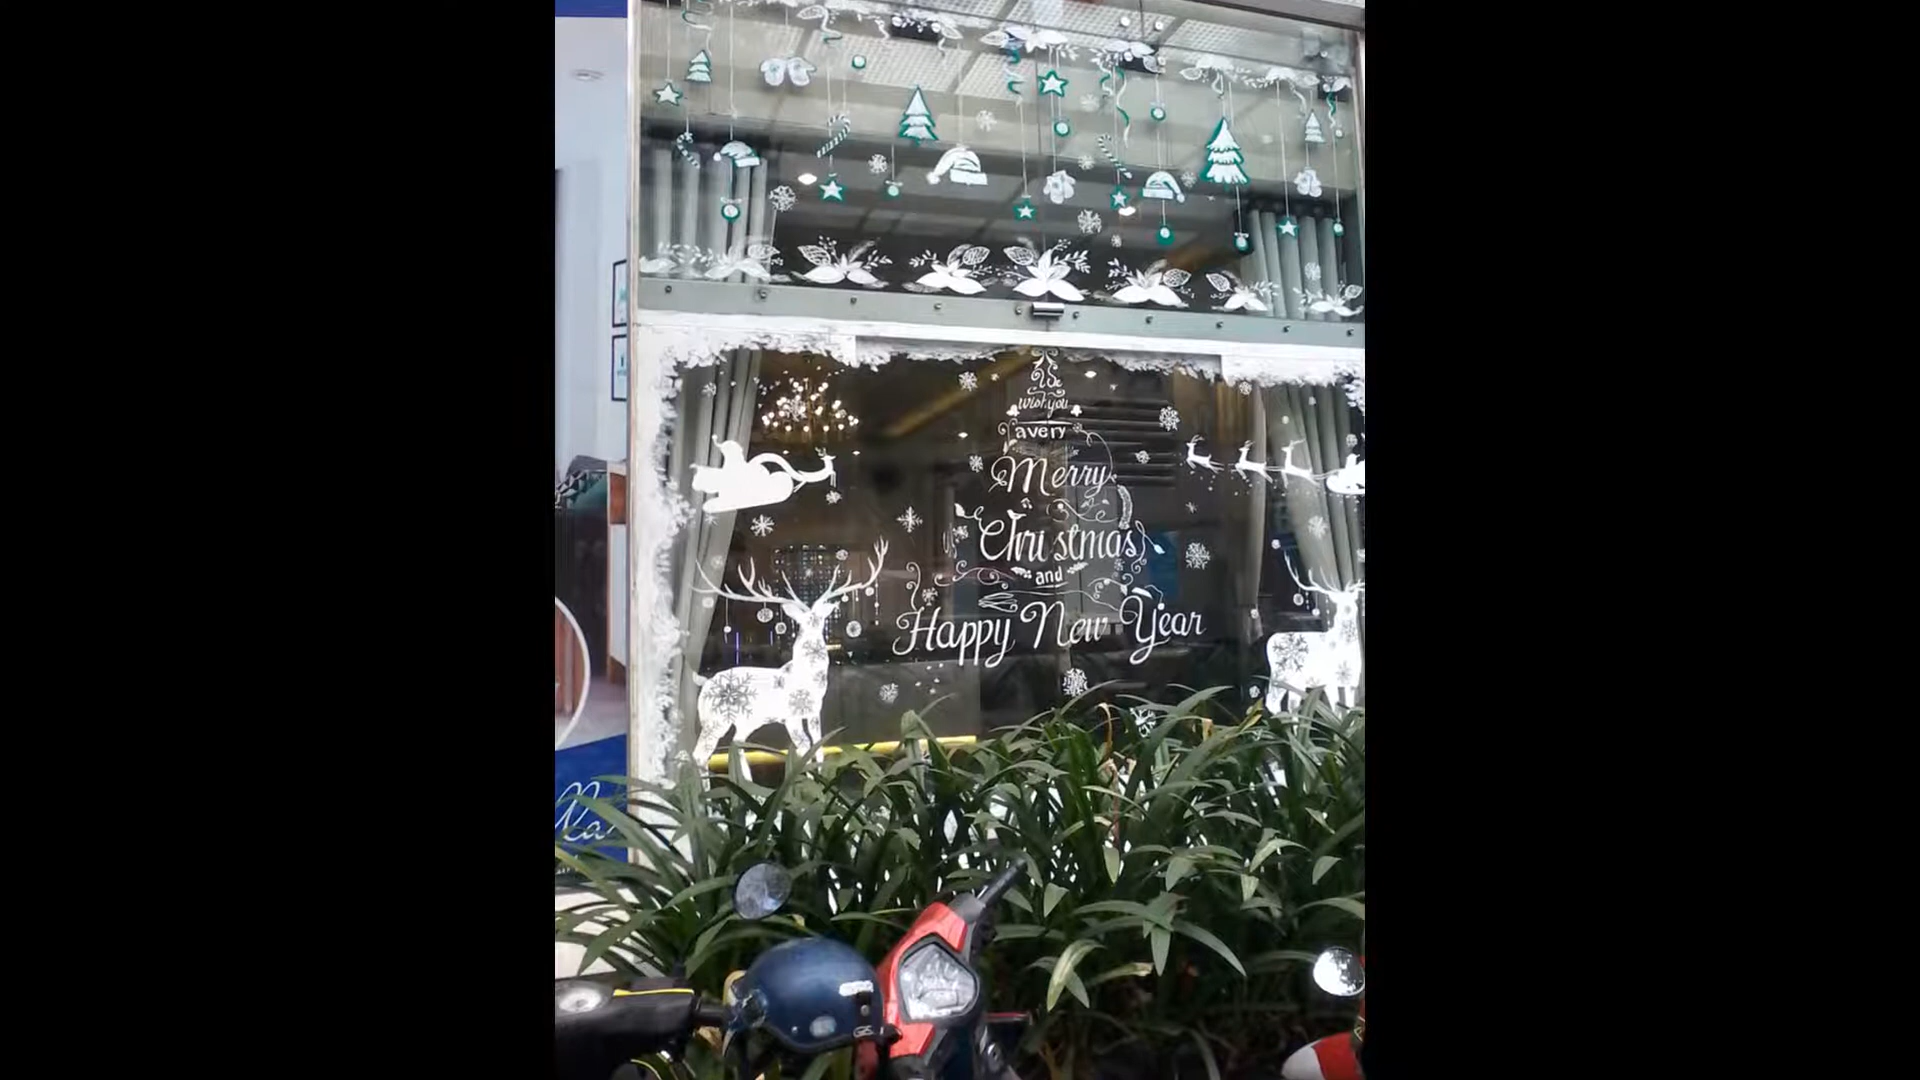 We
wish you
a very
Merry
Christmas
and
Happy New Year